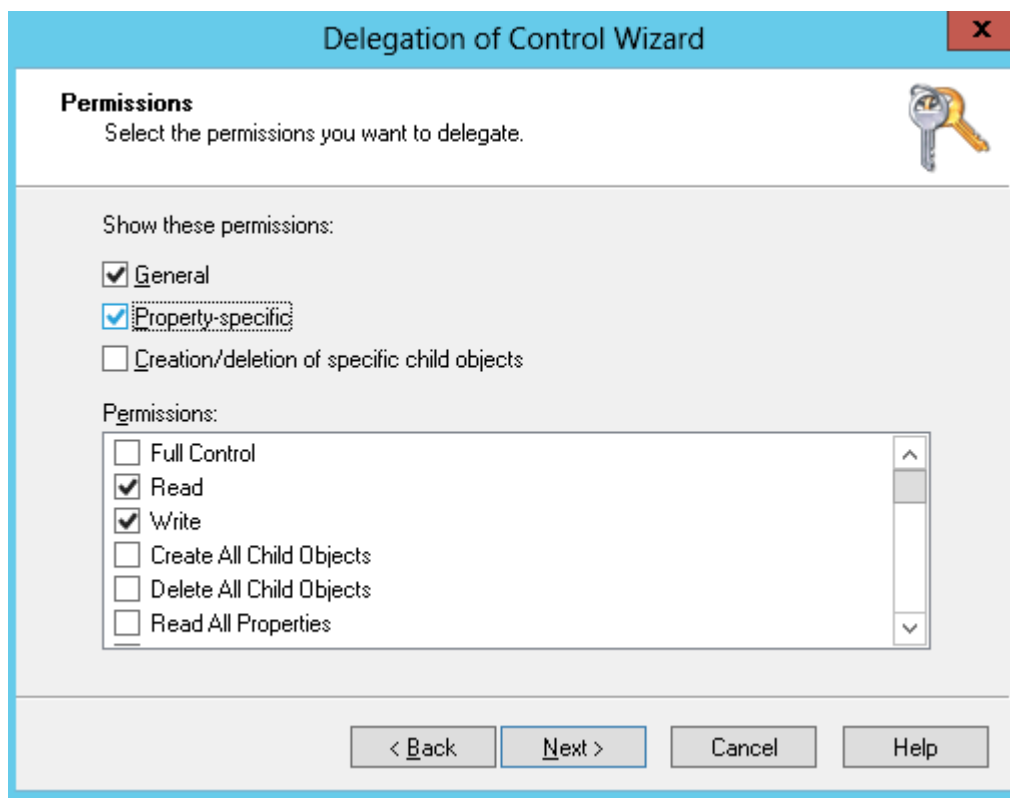 Delegation of Control Wizard
x
Permissions
Select the permissions you want to delegate.
Show these permissions:
General
Property-specific
Creation/deletion of specific child objects
Permissions:
Full Control
Read
Write
Create All Child Objects
Delete All Child Objects
Read All Properties
< Back Next > Cancel Help